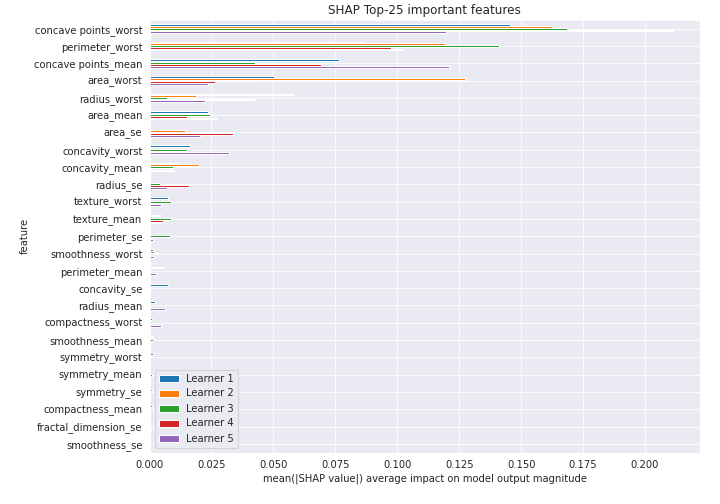 SHAP Top-25 important features
concave points_worst
perimeter_worst
concave points_mean
area_worst
radius_worst
area_mean
area_se
concavity_worst
concavity_mean
radius_se
texture_worst
texture_mean
perimeter_se
smoothness_worst
perimeter_mean
concavity_se
radius_mean
compactness_worst
smoothness_mean
symmetry_worst
symmetry_mean
symmetry_se
compactness_mean
fractal_dimension_se
smoothness_se
feature
Learner 1
Learner 2
Learner 3
Learner 4
Learner 5
0.000 0.025 0.050 0.075 0.100 0.125 0.150 0.175 0.200
mean(|SHAP value|) average impact on model output magnitude